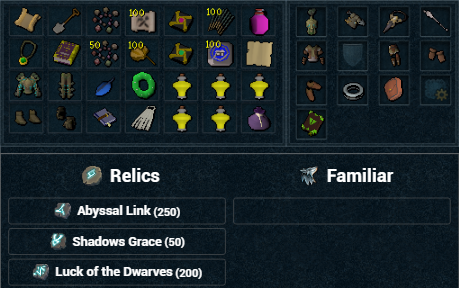 100 100
50 100 100
Relics
Familiar
Abyssal Link (250)
Shadows Grace (50)
Luck of the Dwarves (200)